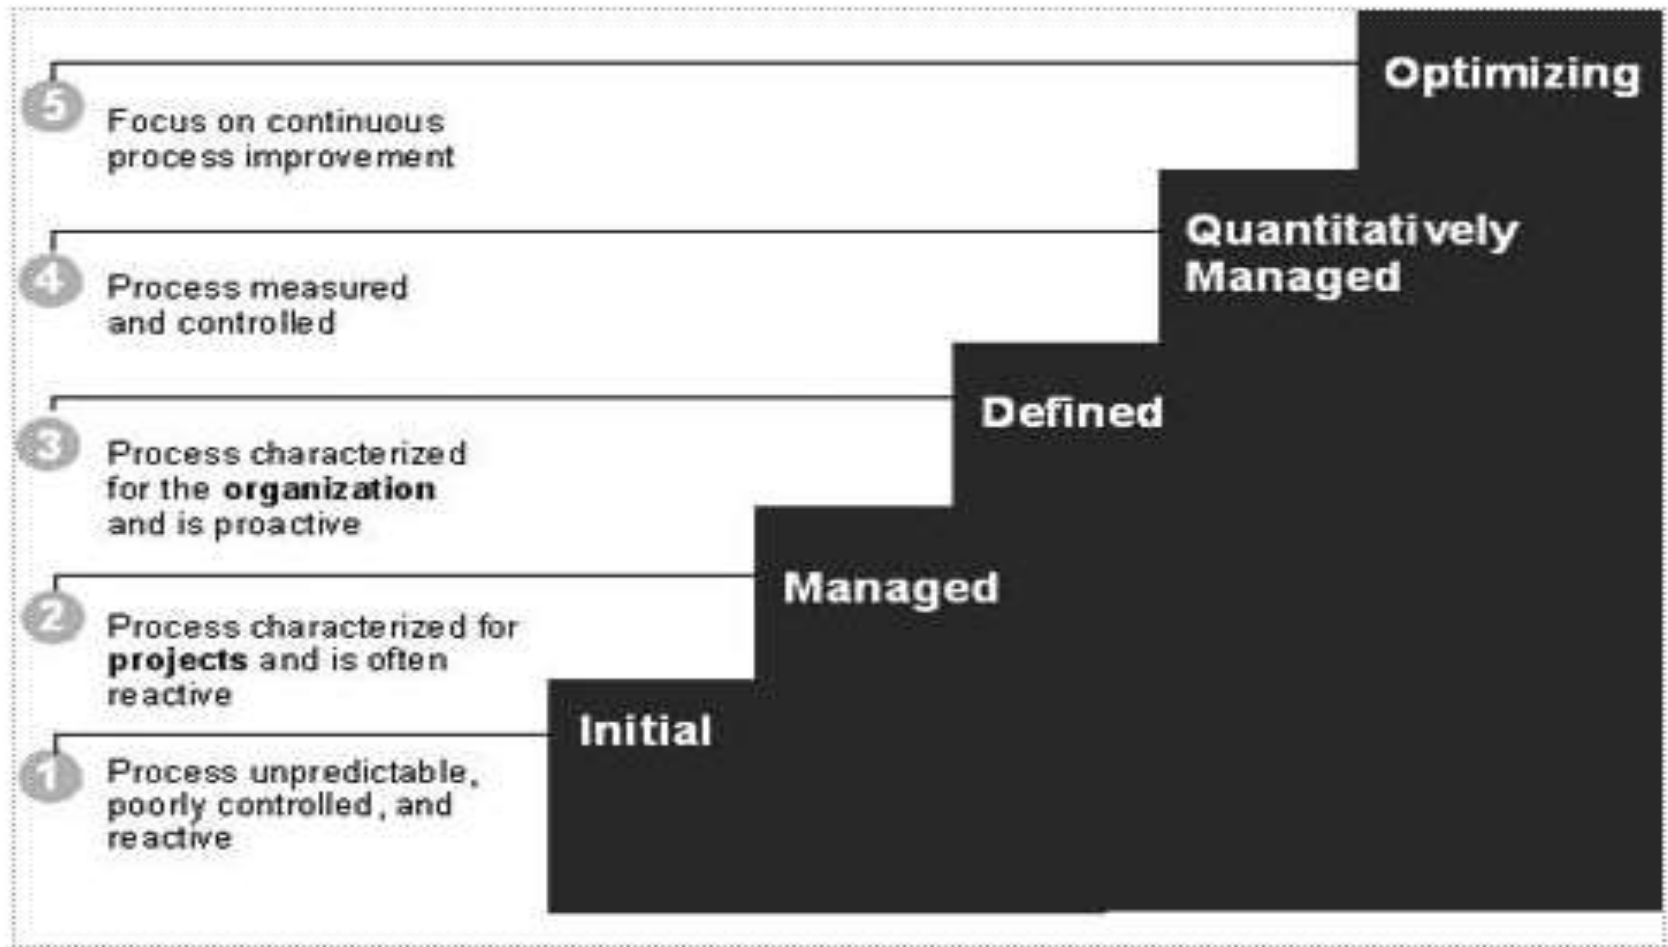 Optimizing
5
Focus on continuous
process improvement
Quantitatively
Managed
4
Process measured
and controlled
Defined
3
Process characterized
for the organization
and is proactive
Managed
2
Process characterized for
projects and is often
reactive
Initial
1
Process unpredictable,
poorly controlled, and
reactive